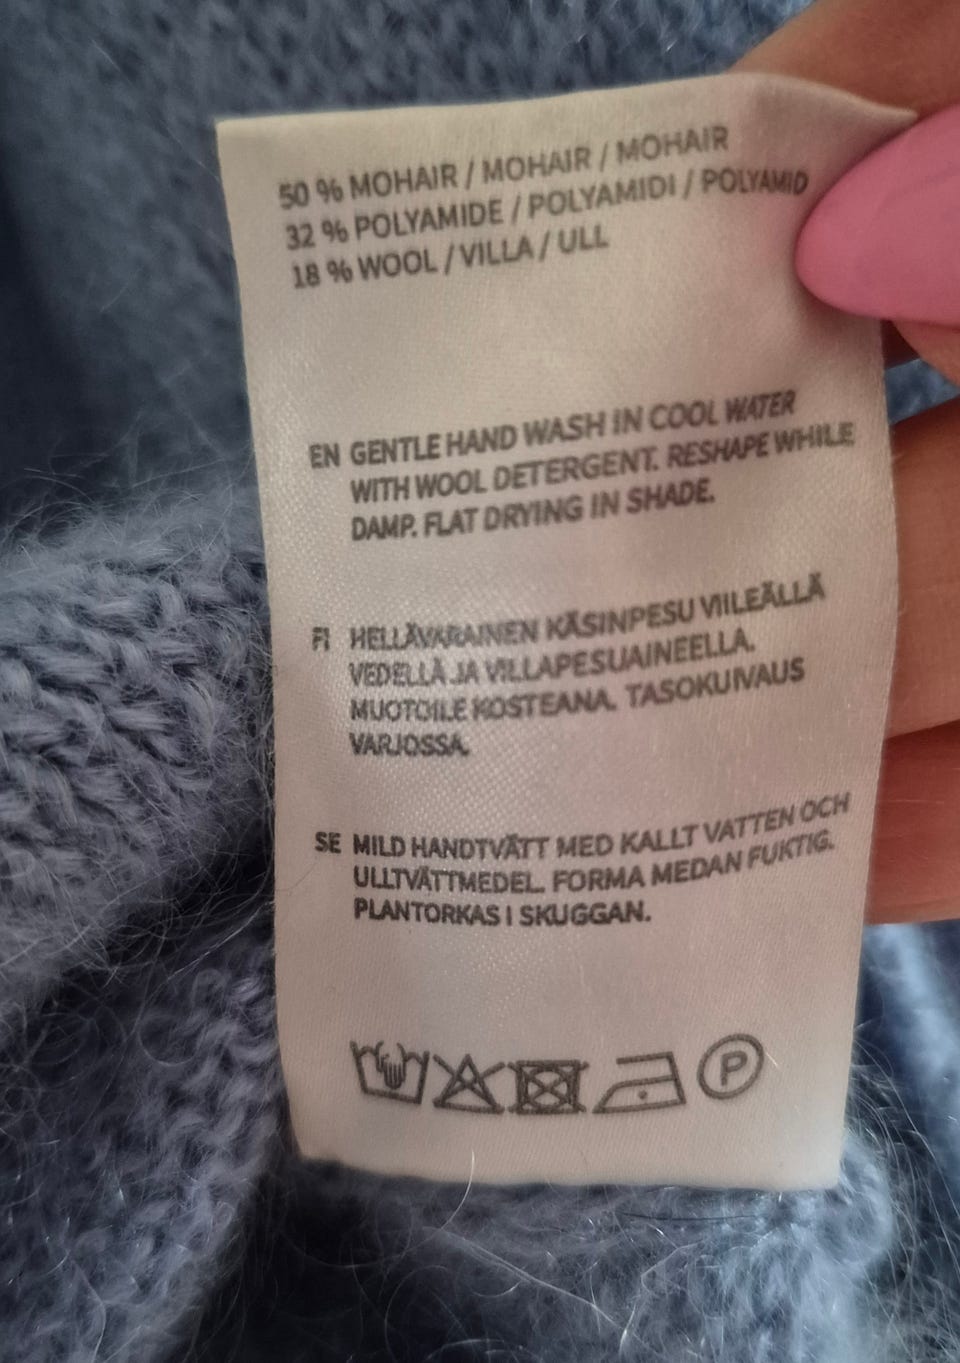 50 % MOHAIR / MOHAIR / MOHAIR
32 % POLYAMIDE / POLYAMIDI / POLYAMID
18 % WOOL / VILLA / ULL
EN GENTLE HAND WASH IN COOL WATER
WITH WOOL DETERGENT. RESHAPE WHILE
DAMP. FLAT DRYING IN SHADE.
FI HELLÄVARAINEN KÄSINPESU VIILEÄLLÄ
VEDELLÄ JA VILLAPESUAINEELLA.
MUOTOILE KOSTEANA. TASOKUIVAUS
VARJOSSA.
SE MILD HANDTVÄTT MED KALLT VATTEN OCH
ULLTVÄTTMEDEL. FORMA MEDAN FUKTIG.
PLANTORKAS I SKUGGAN.
P